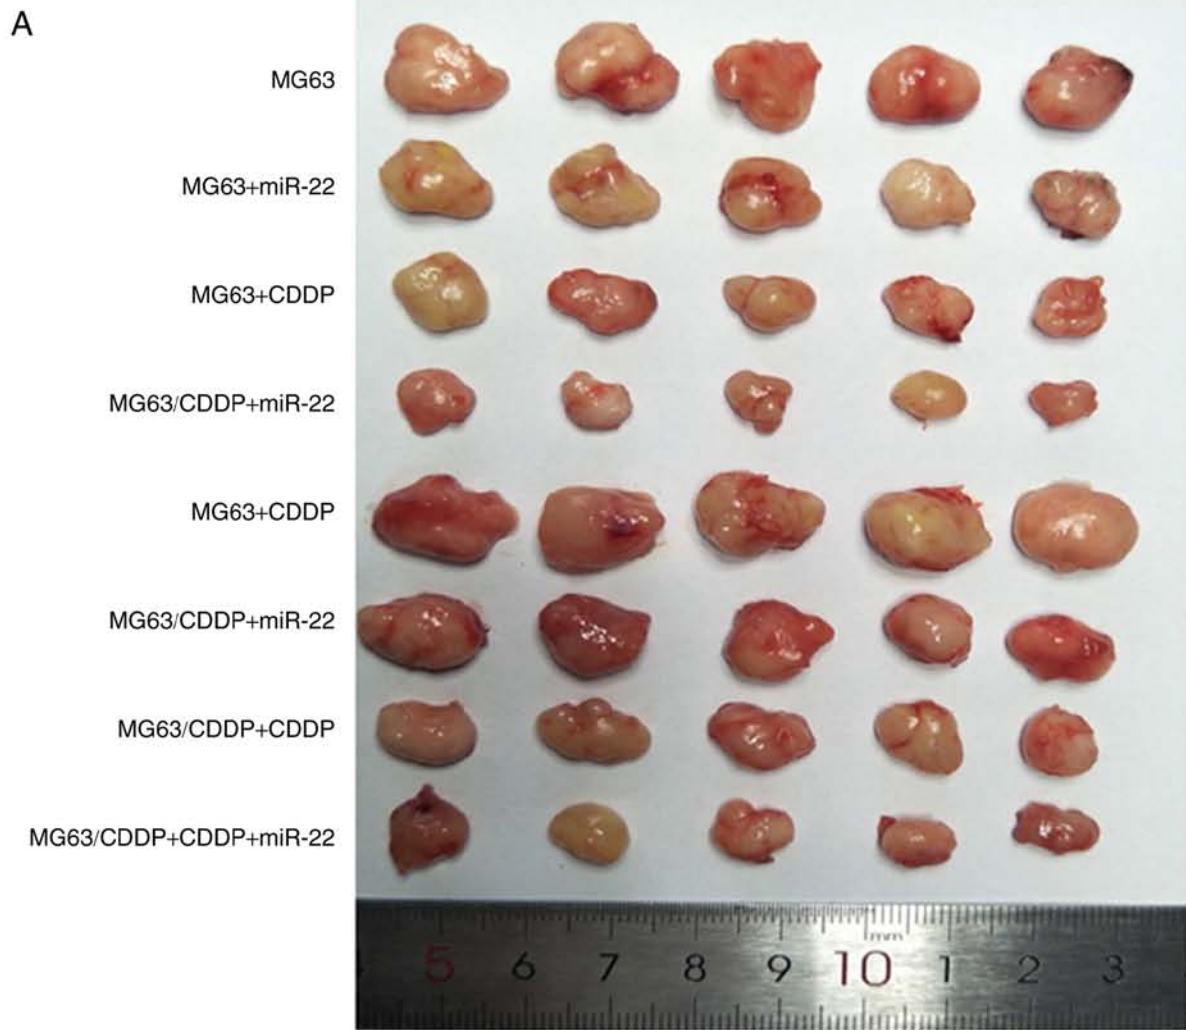 A
MG63
MG63+miR-22
MG63+CDDP
MG63/CDDP+miR-22
MG63+CDDP
MG63/CDDP+miR-22
MG63/CDDP+CDDP
MG63/CDDP+CDDP+miR-22
mm
5 6 7 8 9 10 1 2 3